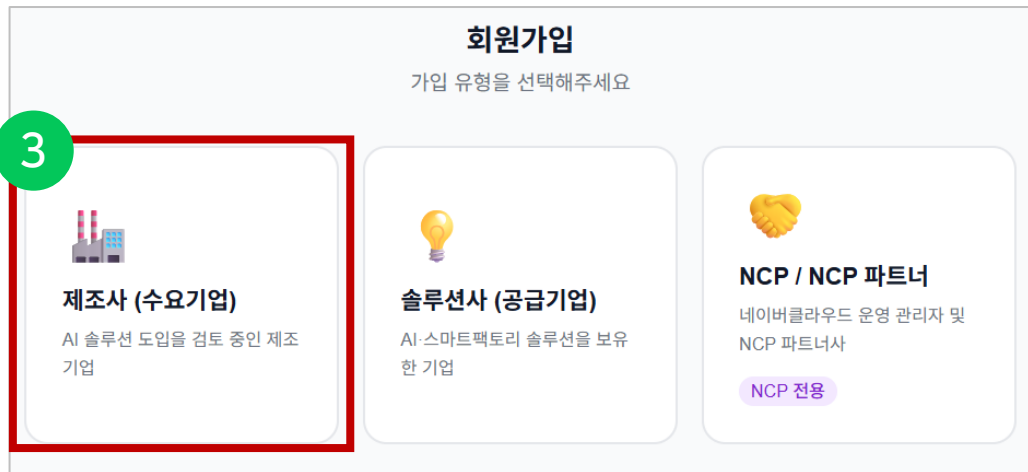 회원가입
가입 유형을 선택해주세요
3
제조사 (수요기업)
AI 솔루션 도입을 검토 중인 제조
기업
솔루션사 (공급기업)
AI·스마트팩토리 솔루션을 보유
한 기업
NCP / NCP 파트너
네이버클라우드 운영 관리자 및
NCP 파트너사
NCP 전용